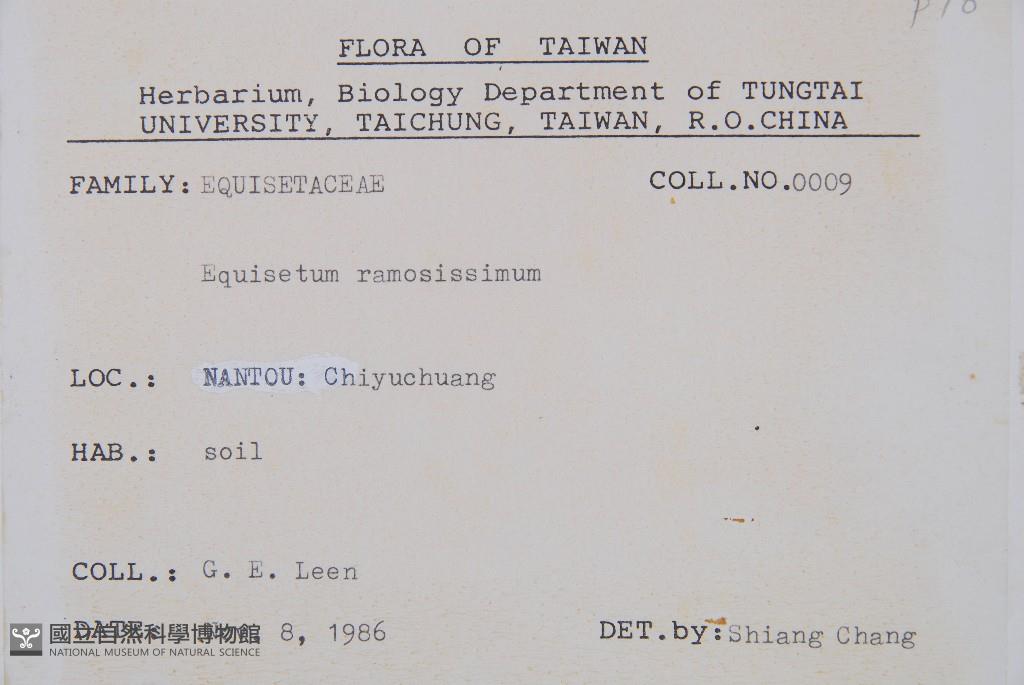 P78
FLORA OF TAIWAN
Herbarium, Biology Department of TUNGTAI
UNIVERSITY, TAICHUNG, TAIWAN, R.O.CHINA
FAMILY: EQUISETACEAE COLL.NO.0009
Equisetum ramosissimum
LOC.: NANTOU: Chiyuchuang
HAB.: soil
COLL.: G. E. Leen
DATE 8, 1986 DET.by: Shiang Chang
國立自然科學博物館
NATIONAL MUSEUM OF NATURAL SCIENCE